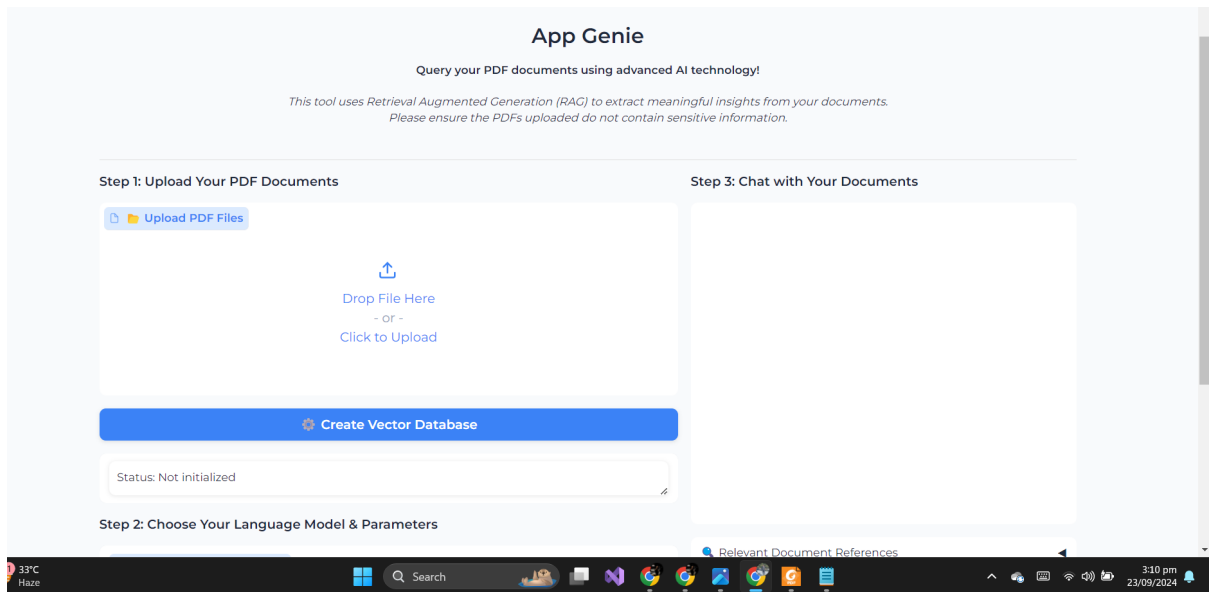 App Genie
Query your PDF documents using advanced AI technology!
This tool uses Retrieval Augmented Generation (RAG) to extract meaningful insights from your documents.
Please ensure the PDFs uploaded do not contain sensitive information.
Step 1: Upload Your PDF Documents
Upload PDF Files
Drop File Here
- or -
Click to Upload
Create Vector Database
Status: Not initialized
Step 2: Choose Your Language Model & Parameters
Step 3: Chat with Your Documents
Relevant Document References
1
33°C
Haze
Search
3:10 pm
23/09/2024